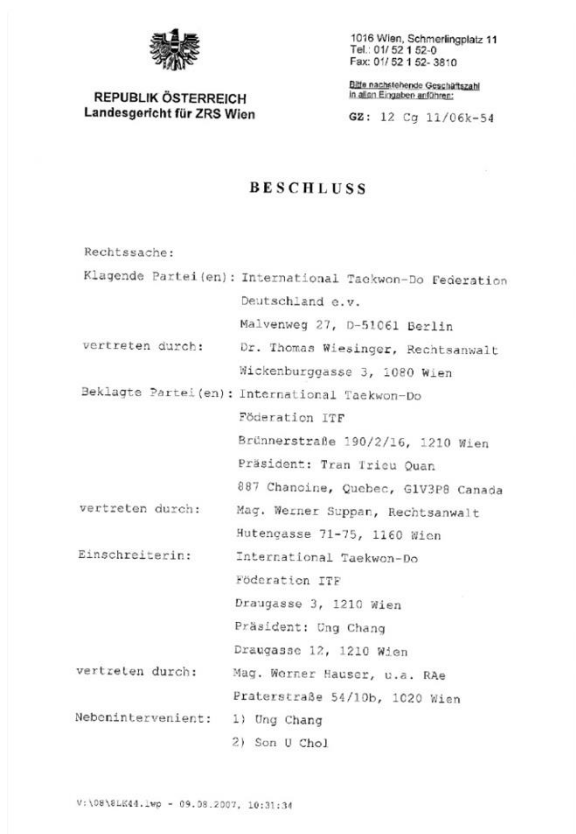 1016 Wien, Schmerlingplatz 11
Tel.: 01/ 52 1 52-0
Fax: 01/ 52 1 52- 3810
Bitte nachstehende Geschäftszahl
in allen Eingaben anführen:
REPUBLIK ÖSTERREICH
Landesgericht für ZRS Wien
GZ: 12 Cg 11/06k-54
BESCHLUSS
Rechtssache:
Klagende Partei(en): International Taekwon-Do Federation
Deutschland e.v.
Malvenweg 27, D-51061 Berlin
vertreten durch: Dr. Thomas Wiesinger, Rechtsanwalt
Wickenburggasse 3, 1080 Wien
Beklagte Partei(en): International Taekwon-Do
Föderation ITF
Brünnerstraße 190/2/16, 1210 Wien
Präsident: Tran Trieu Quan
887 Chanoine, Quebec, G1V3P8 Canada
vertreten durch: Mag. Werner Suppan, Rechtsanwalt
Hutengasse 71-75, 1160 Wien
Einschreiterin: International Taekwon-Do
Föderation ITF
Draugasse 3, 1210 Wien
Präsident: Ung Chang
Draugasse 12, 1210 Wien
vertreten durch: Mag. Werner Hauser, u.a. RAe
Praterstraße 54/10b, 1020 Wien
Nebenintervenient: 1) Ung Chang
2) Son U Chol
V:\08\8LK44.lwp - 09.08.2007, 10:31:34